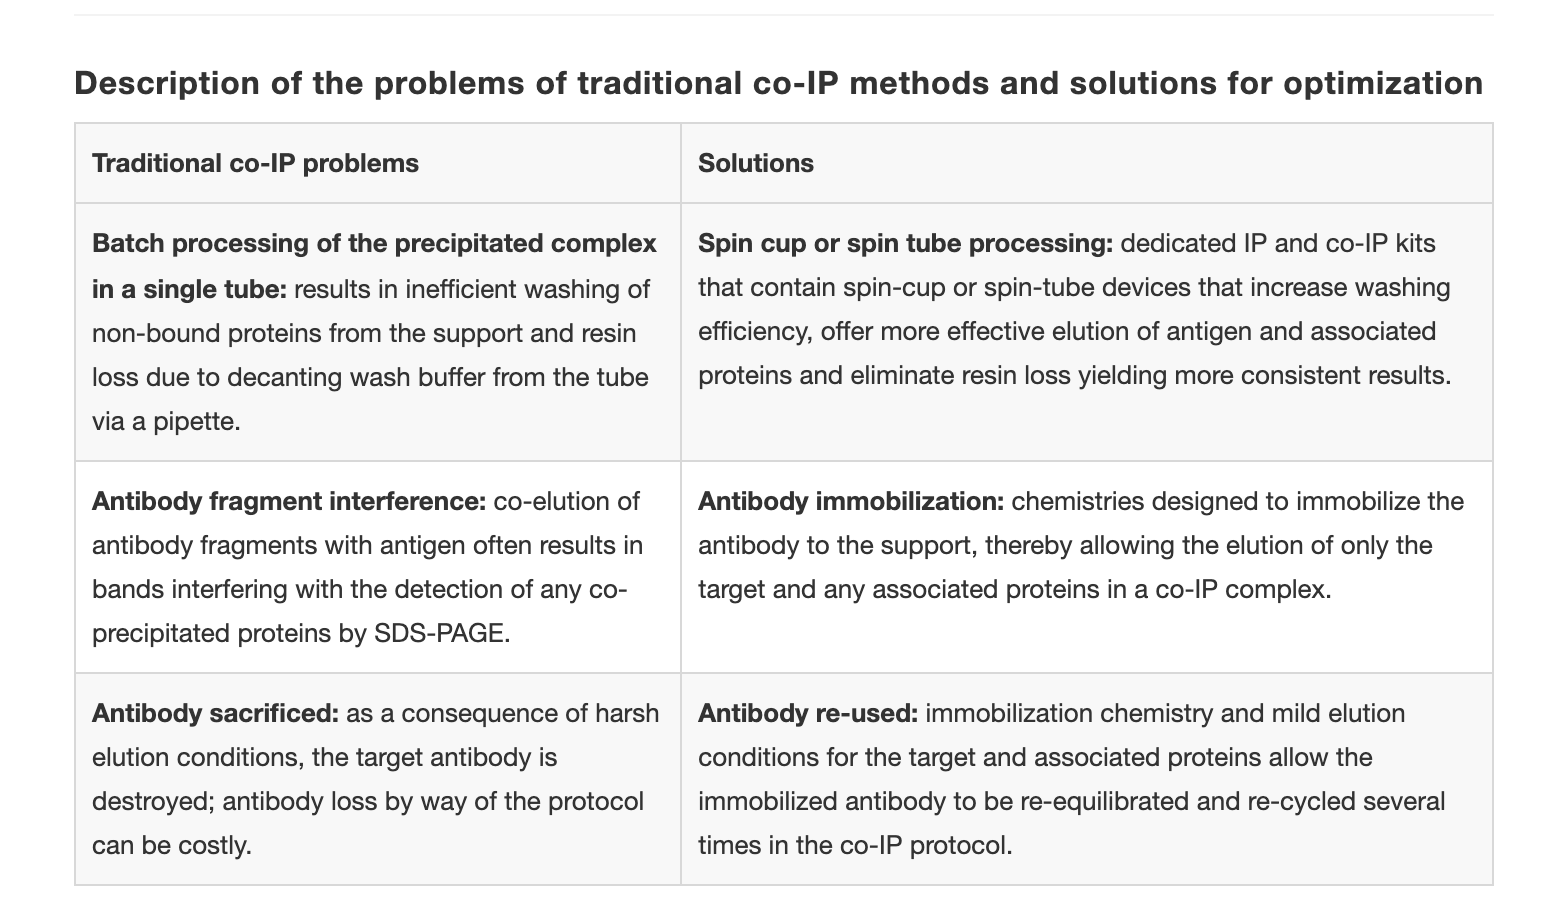 Description of the problems of traditional co-IP methods and solutions for optimization
Traditional co-IP problems
Solutions
Batch processing of the precipitated complex
in a single tube: results in inefficient washing of
non-bound proteins from the support and resin
loss due to decanting wash buffer from the tube
via a pipette.
Spin cup or spin tube processing: dedicated IP and co-IP kits
that contain spin-cup or spin-tube devices that increase washing
efficiency, offer more effective elution of antigen and associated
proteins and eliminate resin loss yielding more consistent results.
Antibody fragment interference: co-elution of
antibody fragments with antigen often results in
bands interfering with the detection of any co-
precipitated proteins by SDS-PAGE.
Antibody immobilization: chemistries designed to immobilize the
antibody to the support, thereby allowing the elution of only the
target and any associated proteins in a co-IP complex.
Antibody sacrificed: as a consequence of harsh
elution conditions, the target antibody is
destroyed; antibody loss by way of the protocol
can be costly.
Antibody re-used: immobilization chemistry and mild elution
conditions for the target and associated proteins allow the
immobilized antibody to be re-equilibrated and re-cycled several
times in the co-IP protocol.